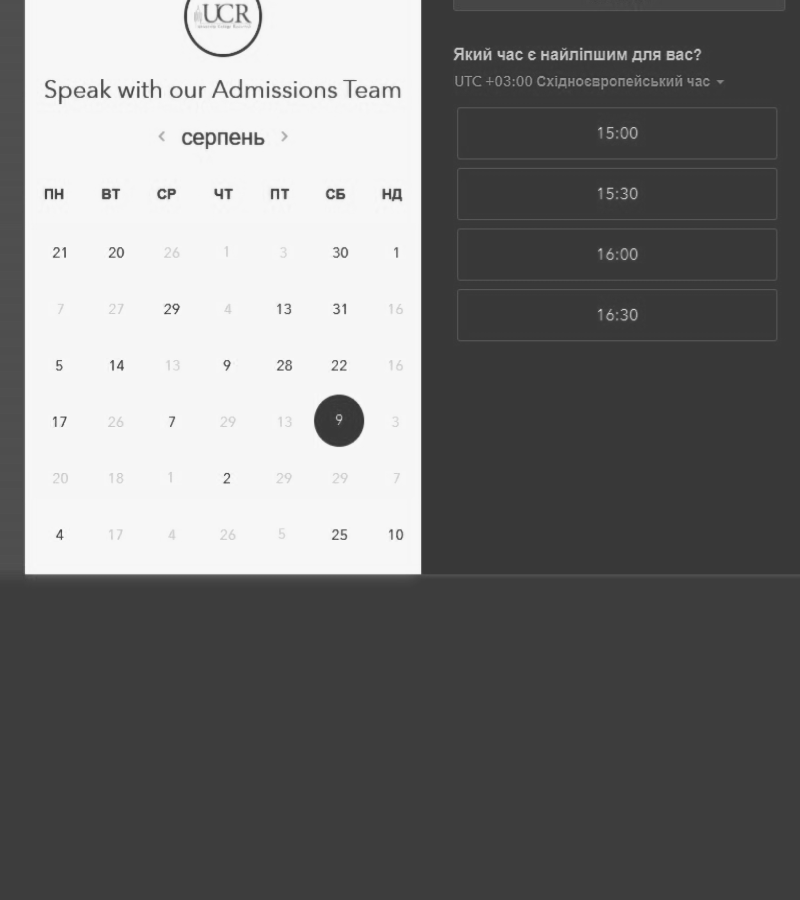 UCR
Speak with our Admissions Team
серпень
ПН ВТ СР ЧТ ПТ СБ НД
21 20 26 1 3 30 1
7 27 29 4 13 31 16
5 14 13 9 28 22 16
17 26 7 29 13 9 3
20 18 1 2 29 29 7
4 17 4 26 5 25 10
Який час є найліпшим для вас?
UTC +03:00 Східноєвропейський час
15:00
15:30
16:00
16:30